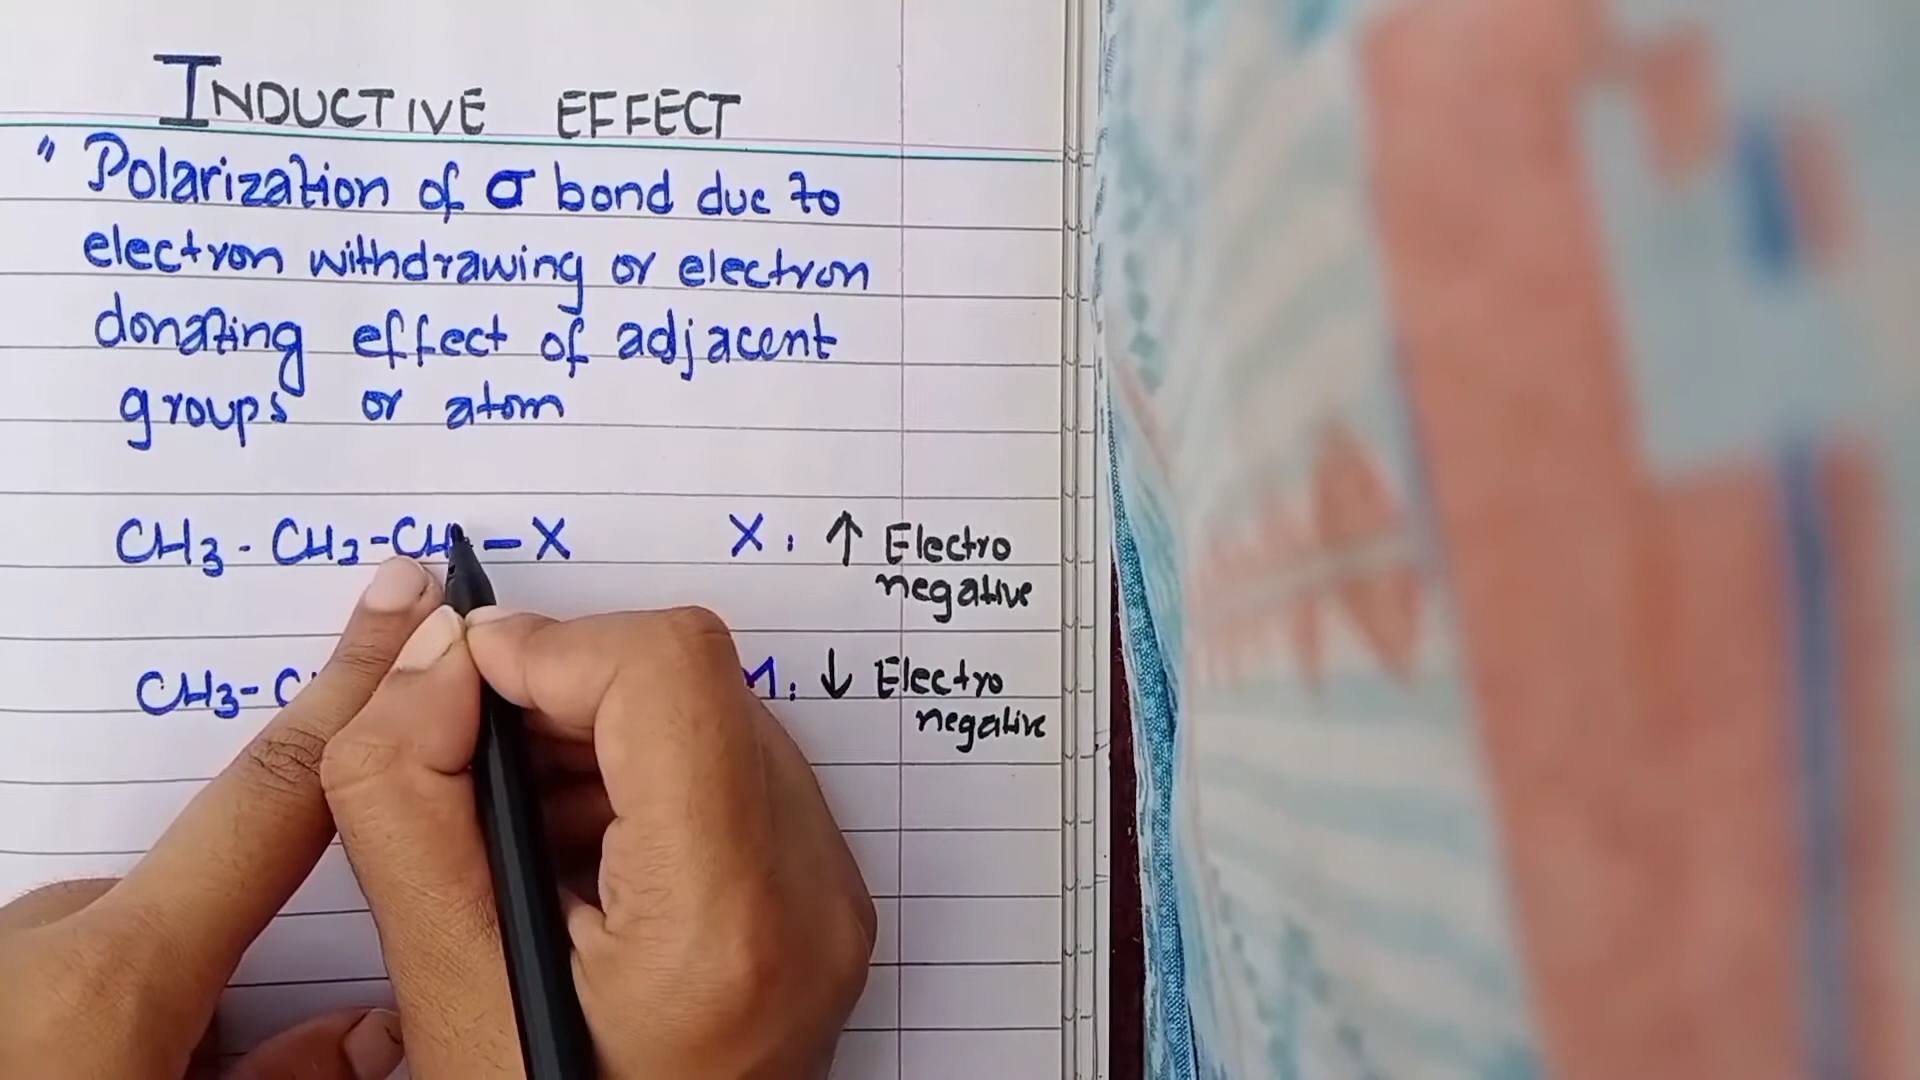 INDUCTIVE EFFECT
" Polarization of σ bond due to
electron withdrawing or electron
donating effect of adjacent
groups or atom
CH3 - CH2 - CH - X X : ↑ Electro
negative
CH3 - C : ↓ Electro
negative